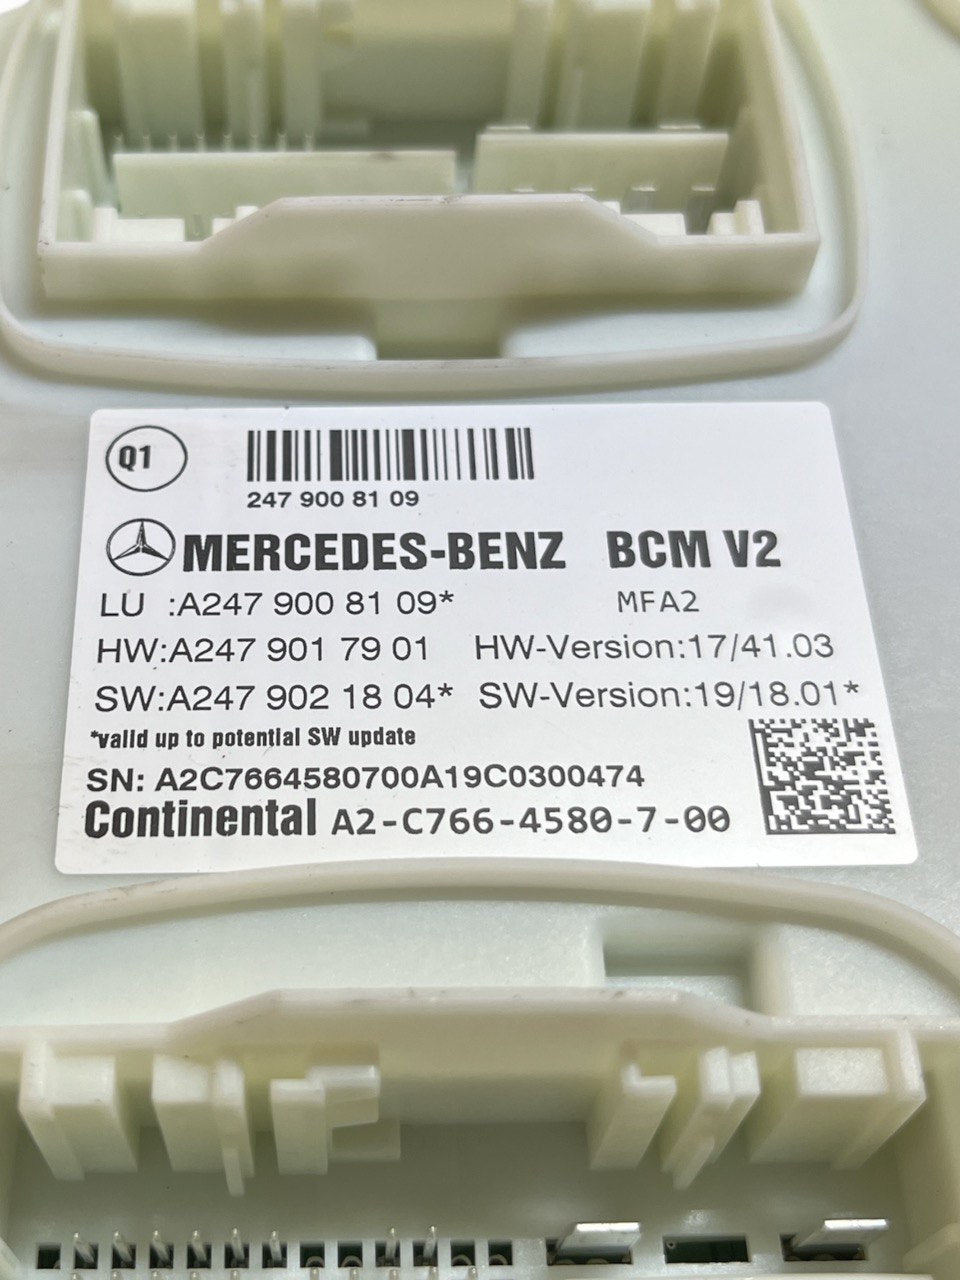 Q1
247 900 81 09
MERCEDES-BENZ BCM V2
LU :A247 900 81 09* MFA2
HW:A247 901 79 01 HW-Version:17/41.03
SW:A247 902 18 04* SW-Version:19/18.01*
*valid up to potential SW update
SN: A2C7664580700A19C0300474
Continental A2-C766-4580-7-00